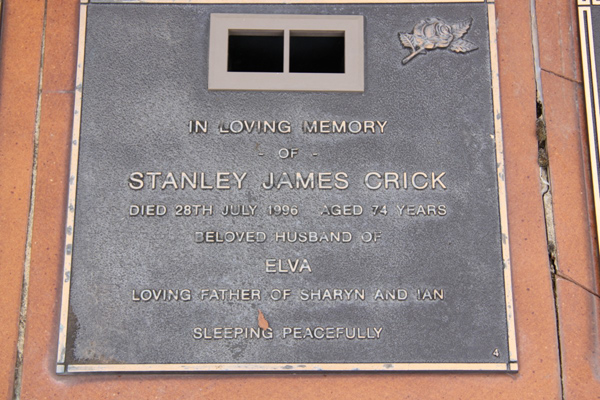 IN LOVING MEMORY
- OF -
STANLEY JAMES CRICK
DIED 28TH JULY 1996 AGED 74 YEARS
BELOVED HUSBAND OF
ELVA
LOVING FATHER OF SHARYN AND IAN
SLEEPING PEACEFULLY
4